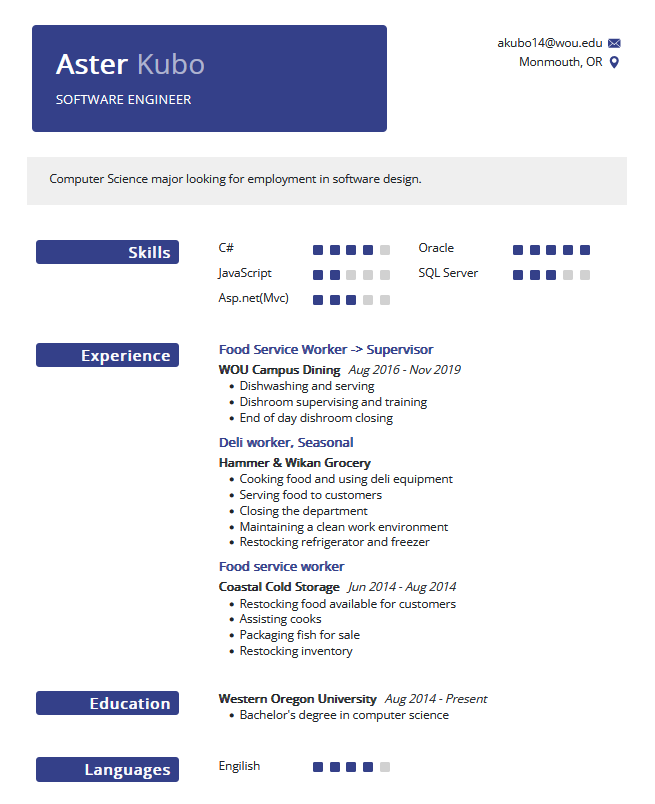 Aster Kubo
SOFTWARE ENGINEER
akubo14@wou.edu
Monmouth, OR
Computer Science major looking for employment in software design.
Skills
C#
Oracle
JavaScript
SQL Server
Asp.net(Mvc)
Experience
Food Service Worker -> Supervisor
WOU Campus Dining Aug 2016 - Nov 2019
• Dishwashing and serving
• Dishroom supervising and training
• End of day dishroom closing
Deli worker, Seasonal
Hammer & Wikan Grocery
• Cooking food and using deli equipment
• Serving food to customers
• Closing the department
• Maintaining a clean work environment
• Restocking refrigerator and freezer
Food service worker
Coastal Cold Storage Jun 2014 - Aug 2014
• Restocking food available for customers
• Assisting cooks
• Packaging fish for sale
• Restocking inventory
Education
Western Oregon University Aug 2014 - Present
• Bachelor's degree in computer science
Languages
Engilish